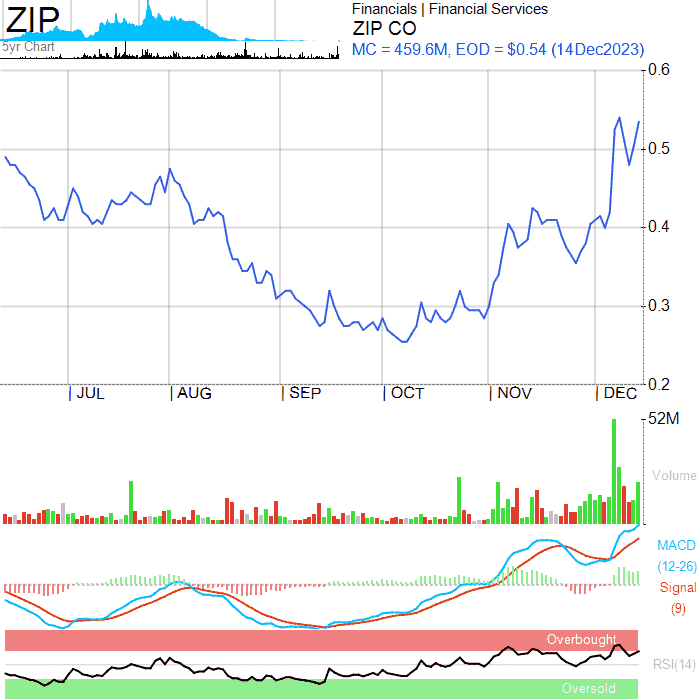 ZIP
5yr Chart
Financials | Financial Services
ZIP CO
MC = 459.6M, EOD = $0.54 (14Dec2023)
0.6
0.5
0.4
0.3
0.2
JUL
AUG
SEP
OCT
NOV
DEC
52M
Volume
MACD
(12-26)
Signal
(9)
Overbought
RSI(14)
Oversold